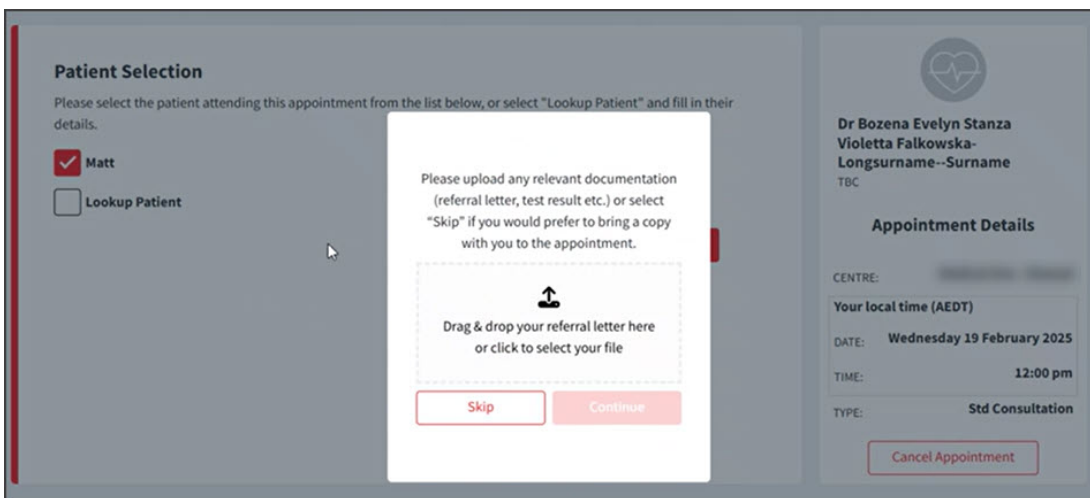 Patient Selection
Please select the patient attending this appointment from the list below, or select "Lookup Patient" and fill in their
details.
Matt
Lookup Patient
Please upload any relevant documentation
(referral letter, test result etc.) or select
“Skip” if you would prefer to bring a copy
with you to the appointment.
Drag & drop your referral letter here
or click to select your file
Skip
Continue
Dr Bozena Evelyn Stanza
Violetta Falkowska-
Longsurname--Surname
TBC
Appointment Details
CENTRE:
Your local time (AEDT)
DATE: Wednesday 19 February 2025
TIME: 12:00 pm
TYPE: Std Consultation
Cancel Appointment